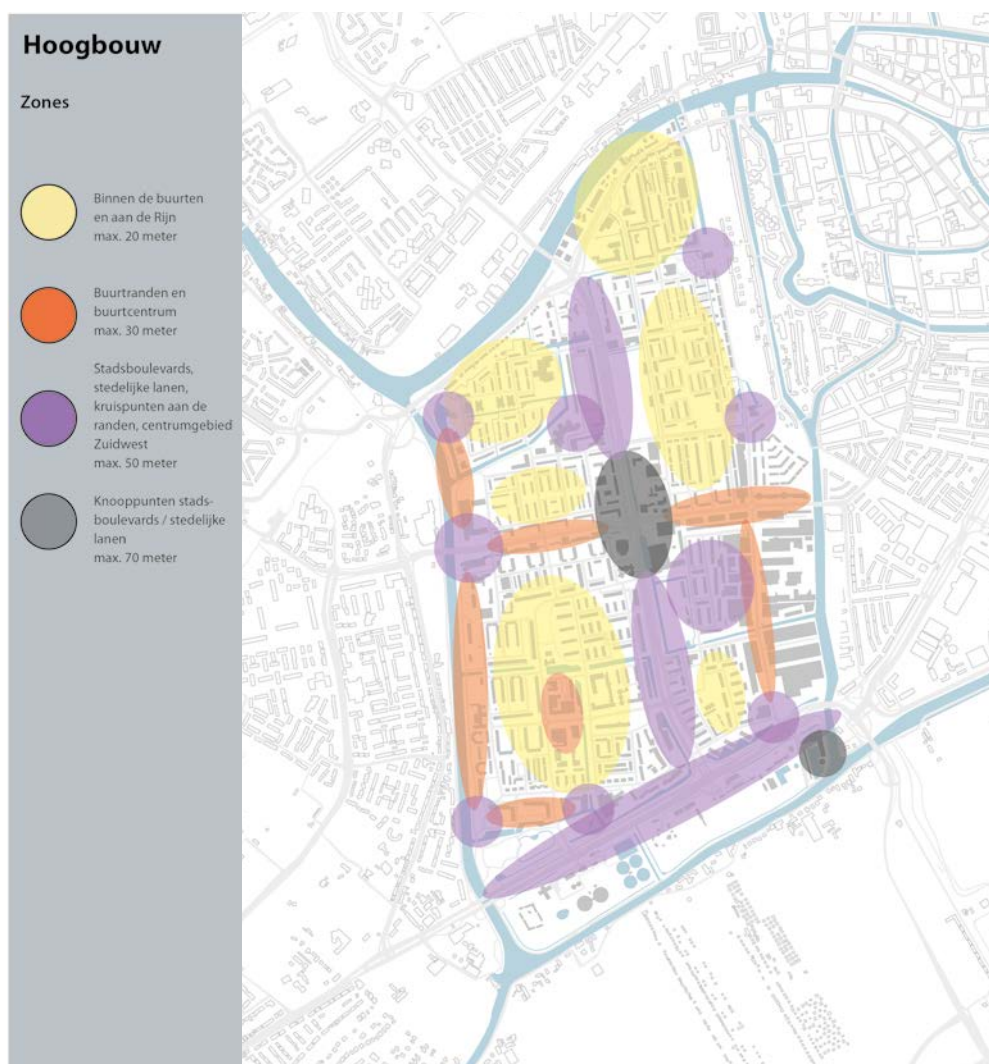 Hoogbouw
Zones
Binnen de buurten
en aan de Rijn
max. 20 meter
Buurtranden en
buurtcentrum
max. 30 meter
Stadsboulevards,
stedelijke lanen,
kruispunten aan de
randen, centrumgebied
Zuidwest
max. 50 meter
Knooppunten stads-
boulevards / stedelijke
lanen
max. 70 meter